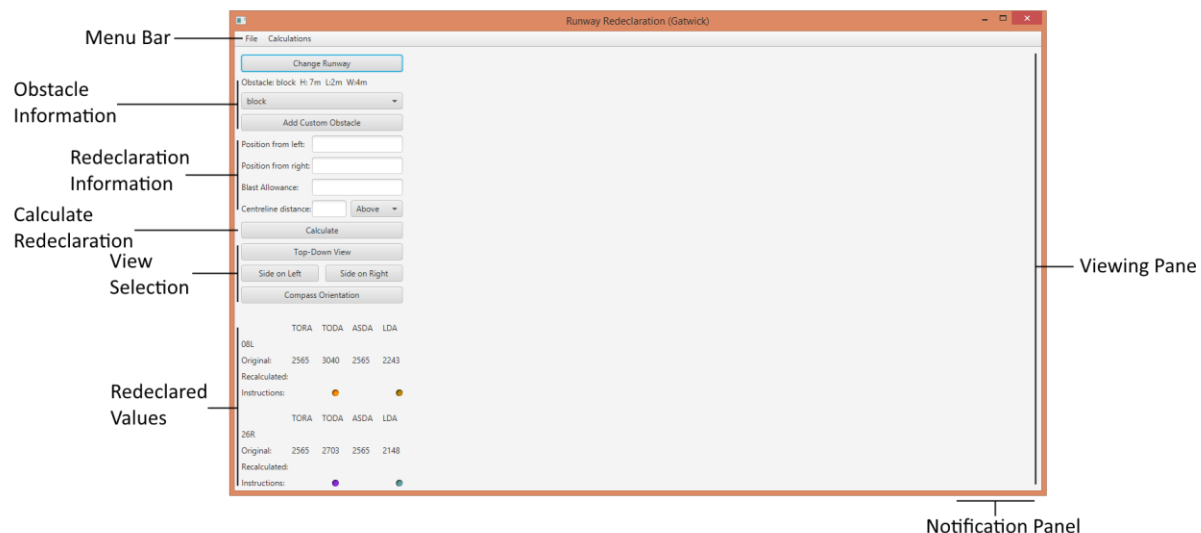 Runway Redeclaration (Gatwick)
Menu Bar
File Calculations
Change Runway
Obstacle: block H: 7m L:2m W:4m
Obstacle
Information
block
Add Custom Obstacle
Redeclaration
Information
Position from left:
Position from right:
Blast Allowance:
Centreline distance: Above
Calculate
Redeclaration
Calculate
View
Selection
Top-Down View
Side on Left Side on Right
Compass Orientation
Viewing Pane
Redeclared
Values
TORA TODA ASDA LDA
08L
Original: 2565 3040 2565 2243
Recalculated:
Instructions:
TORA TODA ASDA LDA
26R
Original: 2565 2703 2565 2148
Recalculated:
Instructions:
Notification Panel